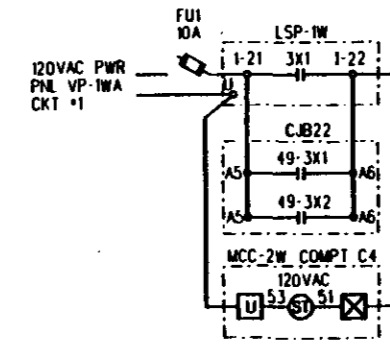 FU1
10A
LSP-1W
120VAC PWR
PNL VP-1WA
CKT #1
1-21 3X1 1-22
U
CJB22
49-3X1
A5 A6
49-3X2
A5 A6
MCC-2W COMPT C4
120VAC
U 53 ST 51